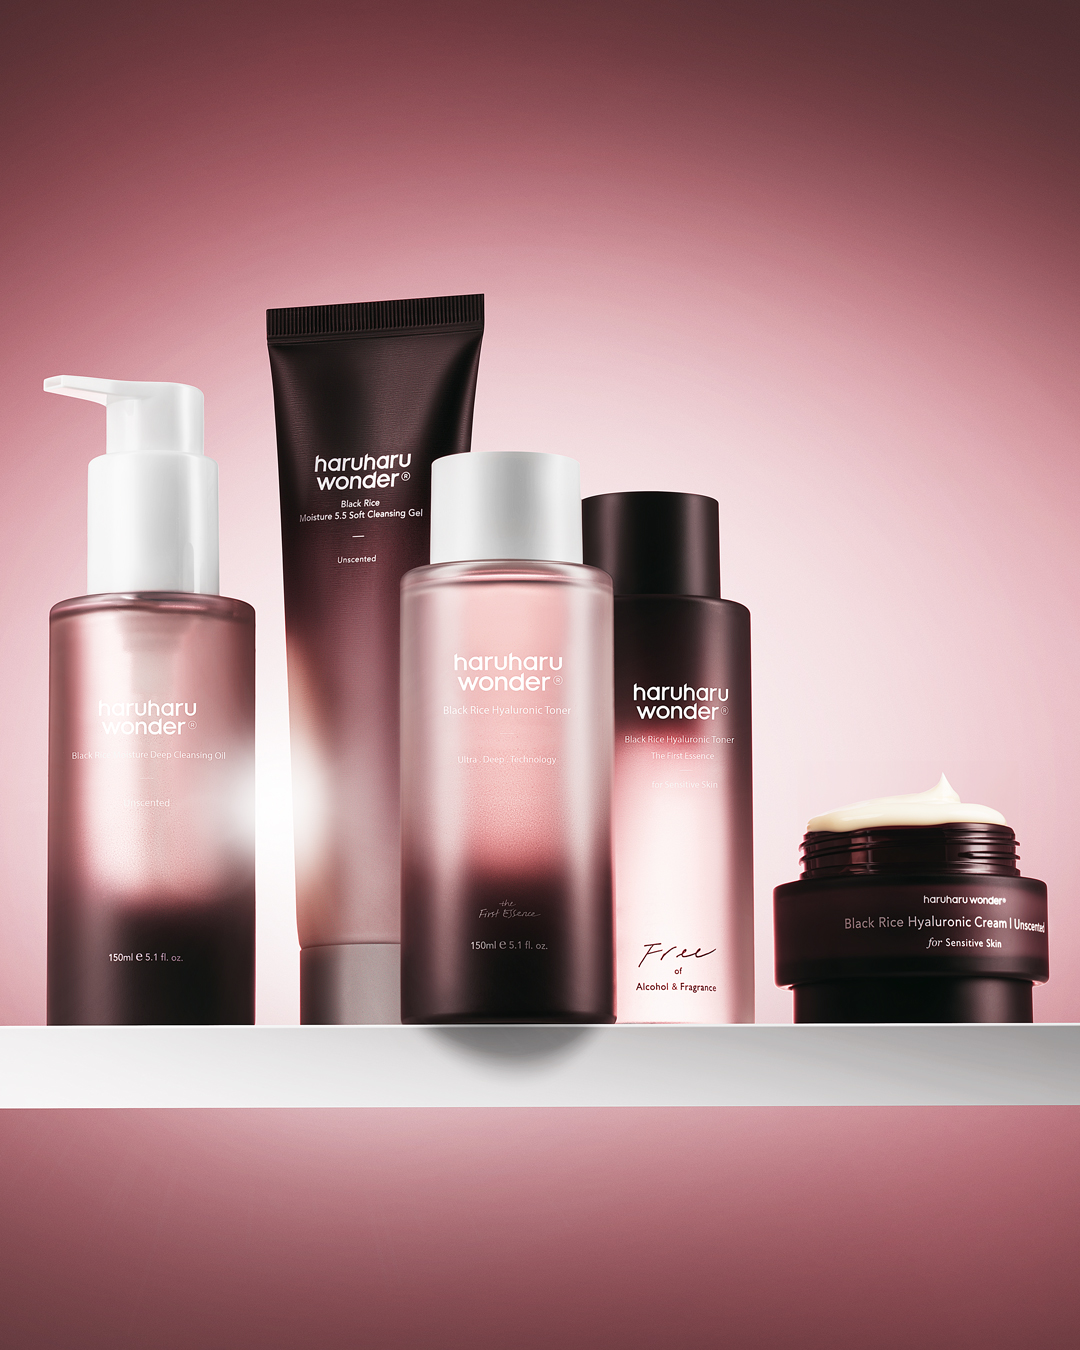 haruharu
wonder®
Black Rice Moisture Deep Cleansing Oil
Unscented
150ml e 5.1 fl. oz.
haruharu
wonder®
Black Rice
Moisture 5.5 Soft Cleansing Gel
Unscented
haruharu
wonder®
Black Rice Hyaluronic Toner
Ultra . Deep . Technology
the
First Essence
150ml e 5.1 fl. oz.
haruharu
wonder®
Black Rice Hyaluronic Toner
The First Essence
for Sensitive Skin
Free
of
Alcohol & Fragrance
haruharu wonder®
Black Rice Hyaluronic Cream | Unscented
for Sensitive Skin